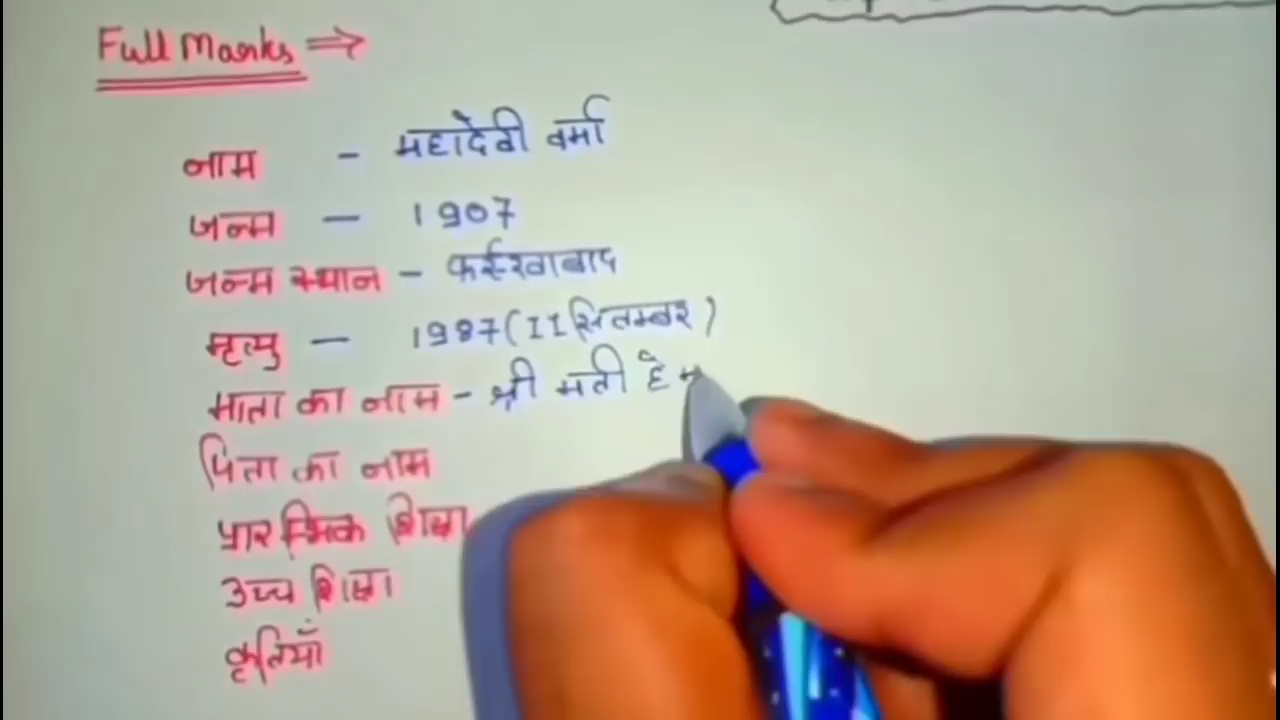 Full Marks ⇒
नाम - महादेवी वर्मा
जन्म - 1907
जन्म स्थान - फर्रुखाबाद
मृत्यु - 1987 (11 सितम्बर)
माता का नाम - श्री मती हेम
पिता का नाम
प्रारम्भिक शिक्षा
उच्च शिक्षा
कृतियाँ